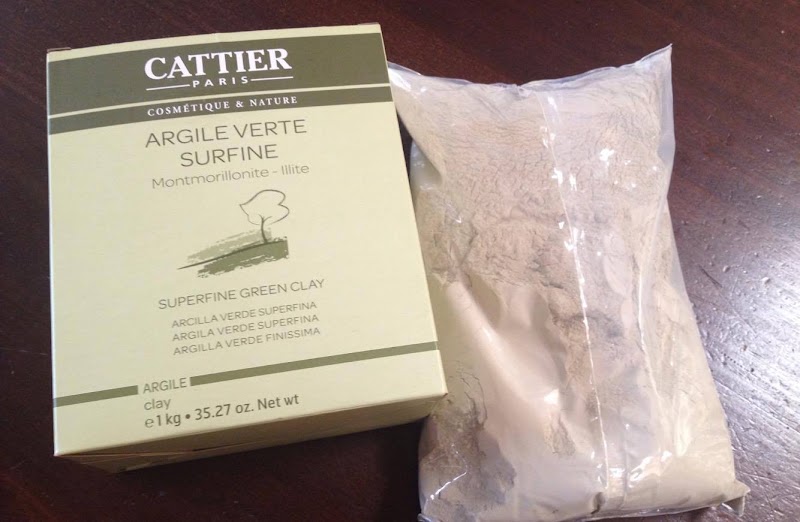 CATTIER
PARIS
COSMÉTIQUE & NATURE
ARGILE VERTE
SURFINE
Montmorillonite - Illite
SUPERFINE GREEN CLAY
ARCILLA VERDE SUPERFINA
ARGILA VERDE SUPERFINA
ARGILLA VERDE FINISSIMA
ARGILE
clay
e 1 kg • 35.27 oz. Net wt